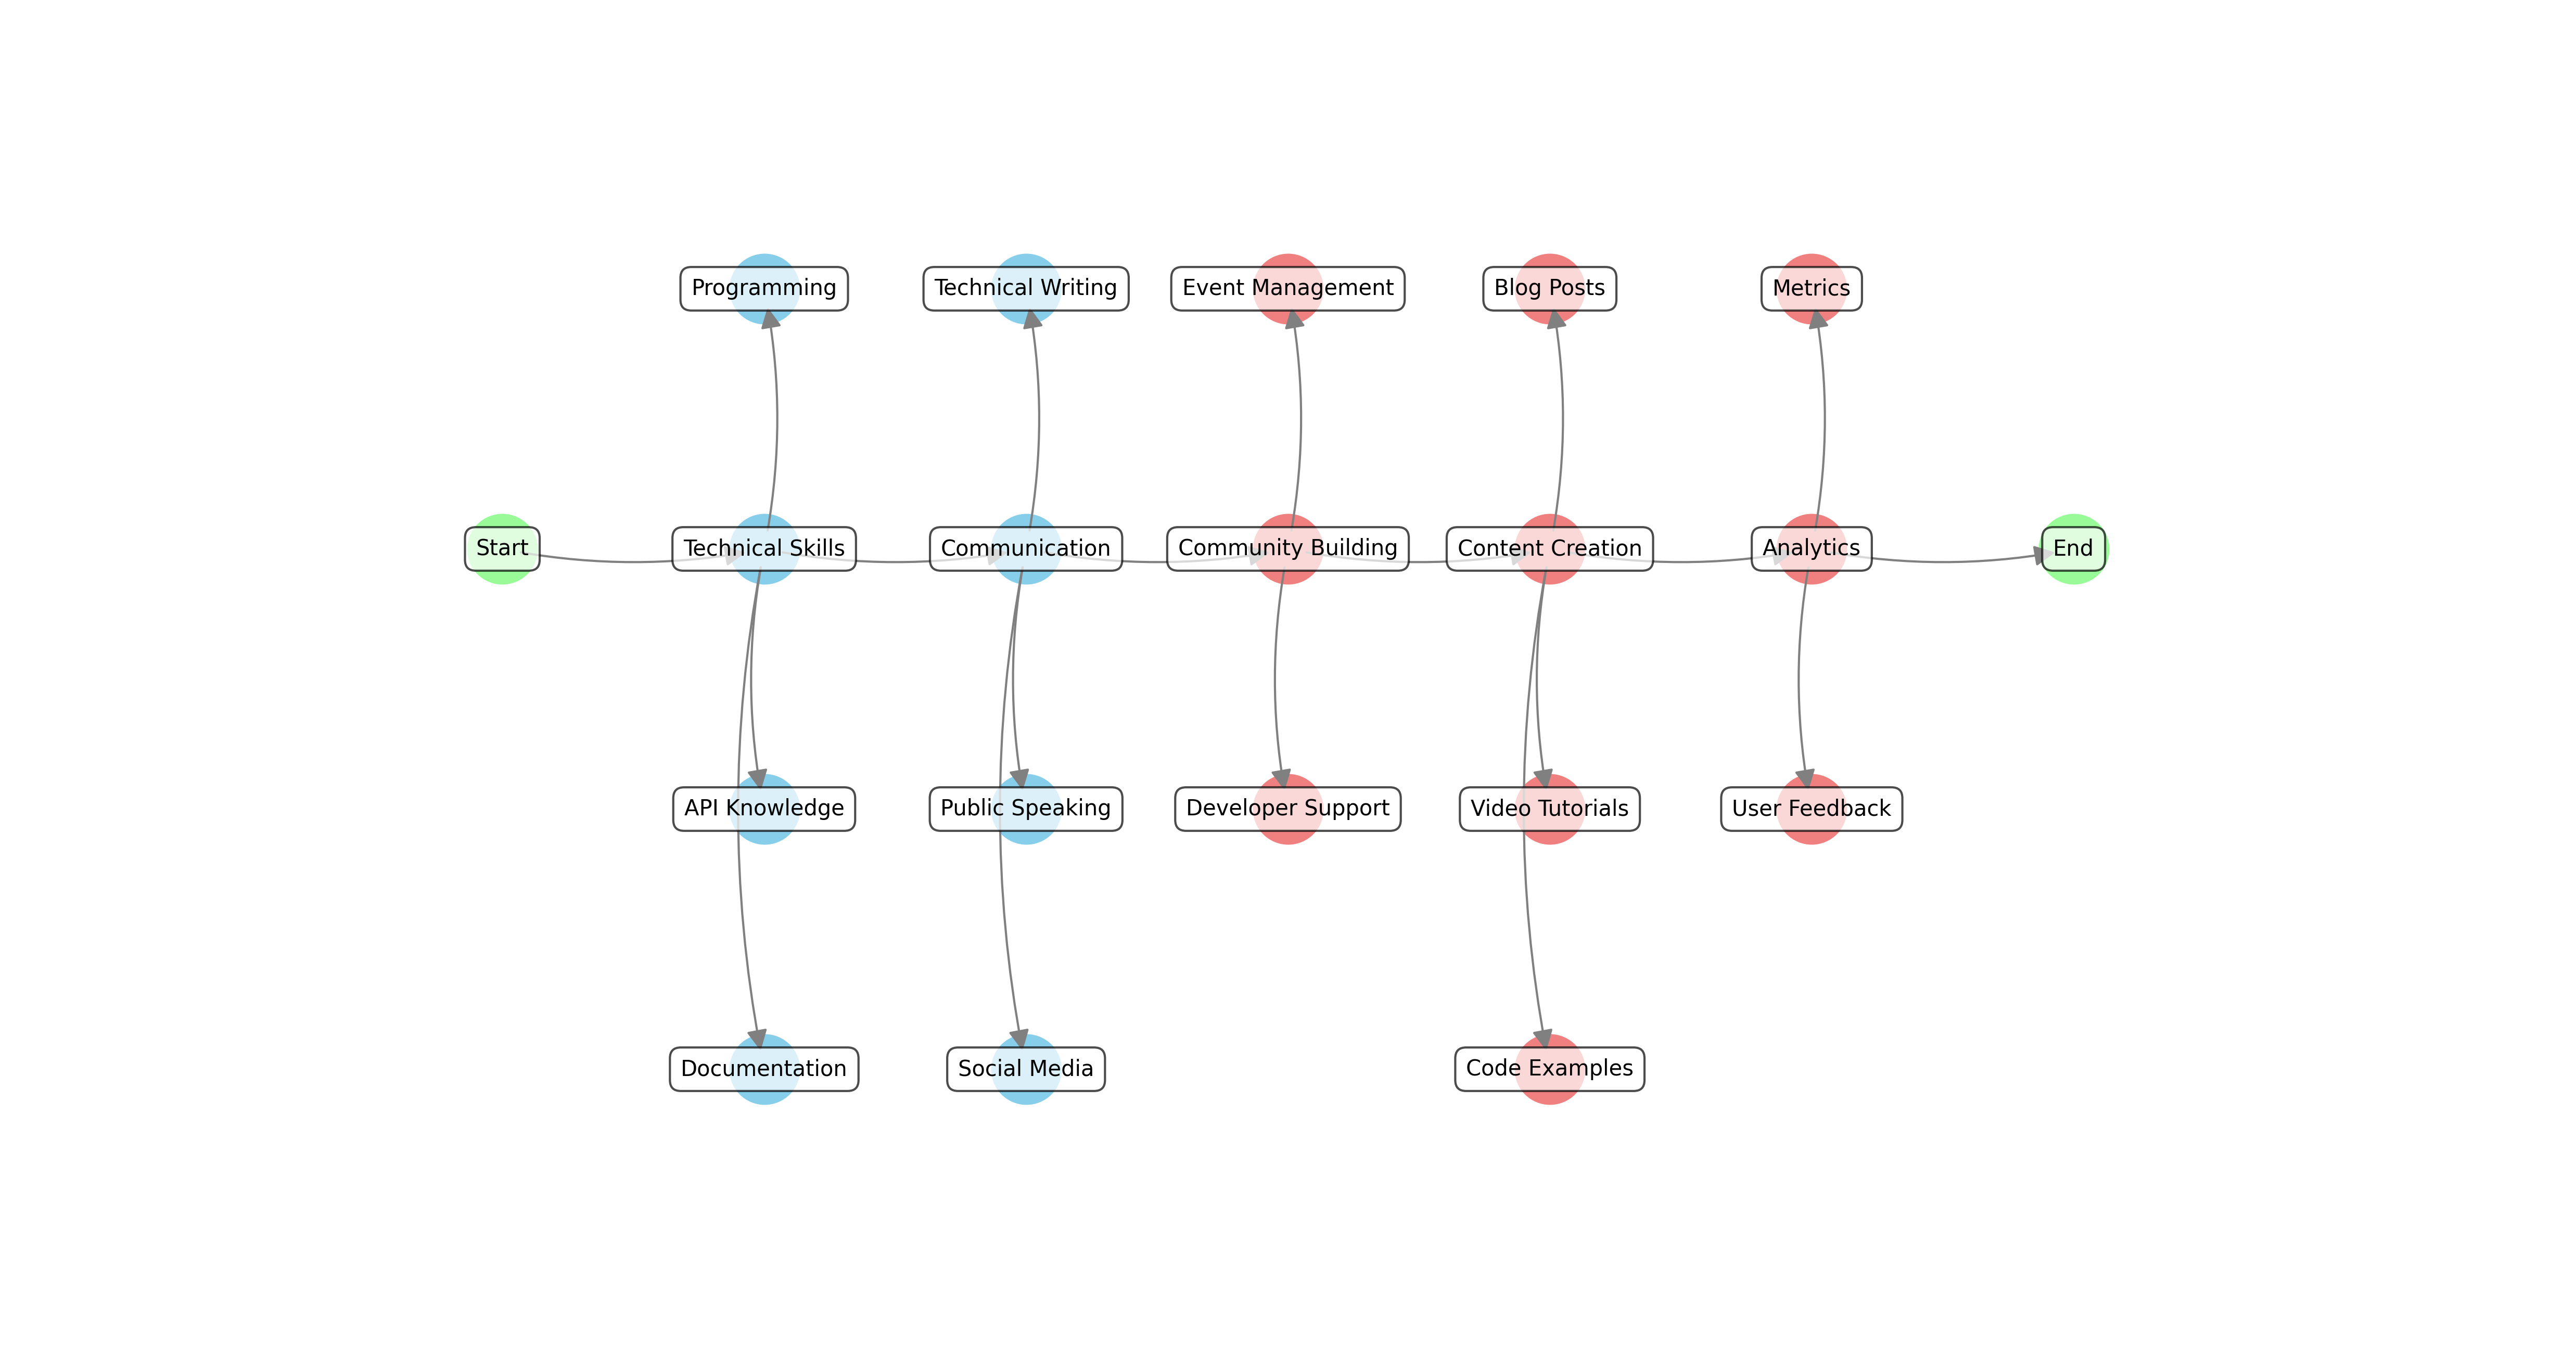 Programming
Technical Writing
Event Management
Blog Posts
Metrics
Start
Technical Skills
Communication
Community Building
Content Creation
Analytics
End
API Knowledge
Public Speaking
Developer Support
Video Tutorials
User Feedback
Documentation
Social Media
Code Examples